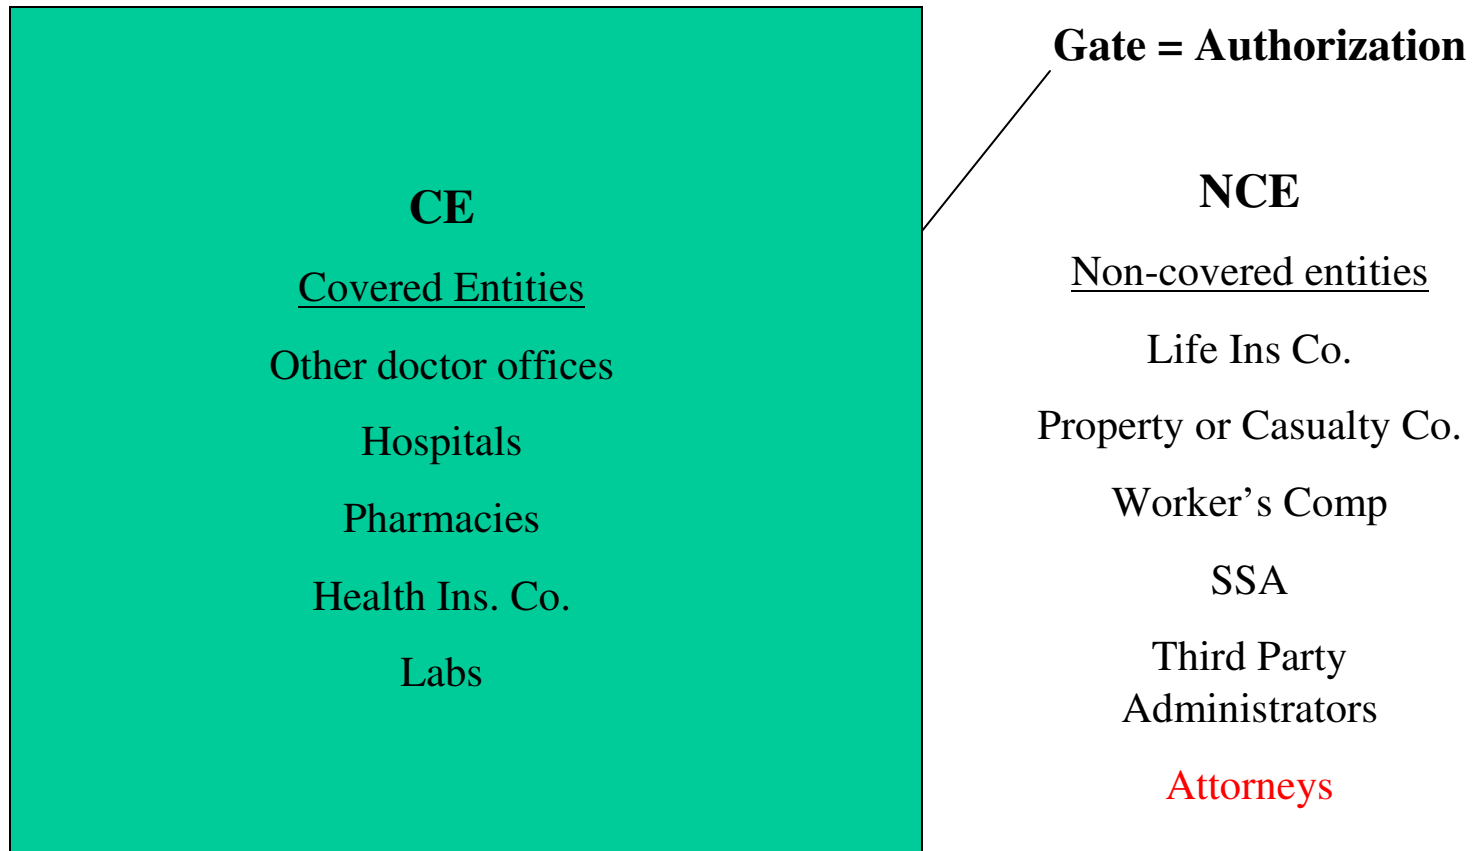 Gate = Authorization
CE
Covered Entities
Other doctor offices
Hospitals
Pharmacies
Health Ins. Co.
Labs
NCE
Non-covered entities
Life Ins Co.
Property or Casualty Co.
Worker’s Comp
SSA
Third Party
Administrators
Attorneys